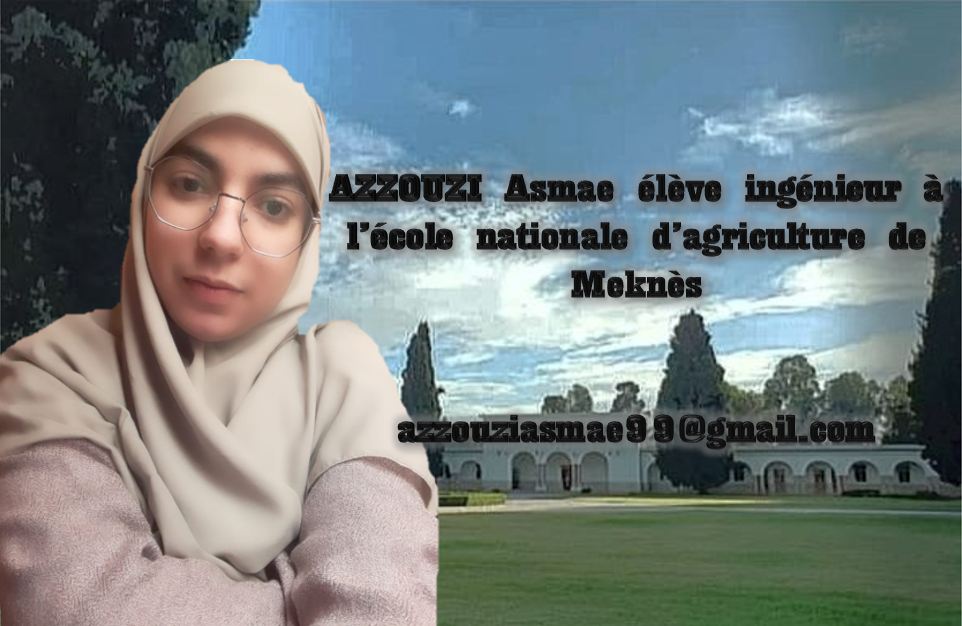 AZZOUZI Asmae élève ingénieur à
l'école nationale d'agriculture de
Meknès
azzouziasmae99@gmail.com